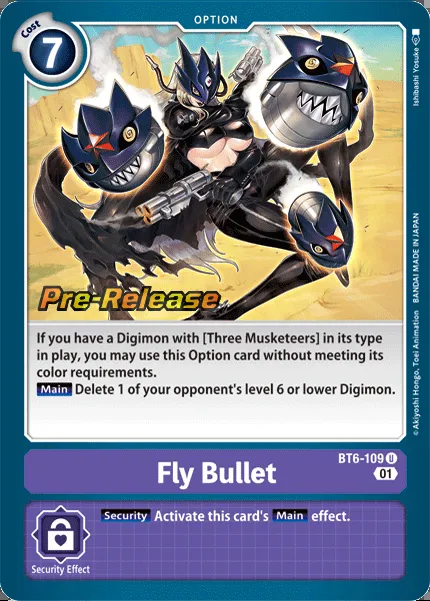 OPTION
Cost
7
Ishibashi Yosuke
Pre-Release
If you have a Digimon with [Three Musketeers] in its type
in play, you may use this Option card without meeting its
color requirements.
Main Delete 1 of your opponent's level 6 or lower Digimon.
©Akiyoshi Hongo, Toei Animation BANDAI MADE IN JAPAN
BT6-109 U
Fly Bullet
01
Security Activate this card's Main effect.
Security Effect